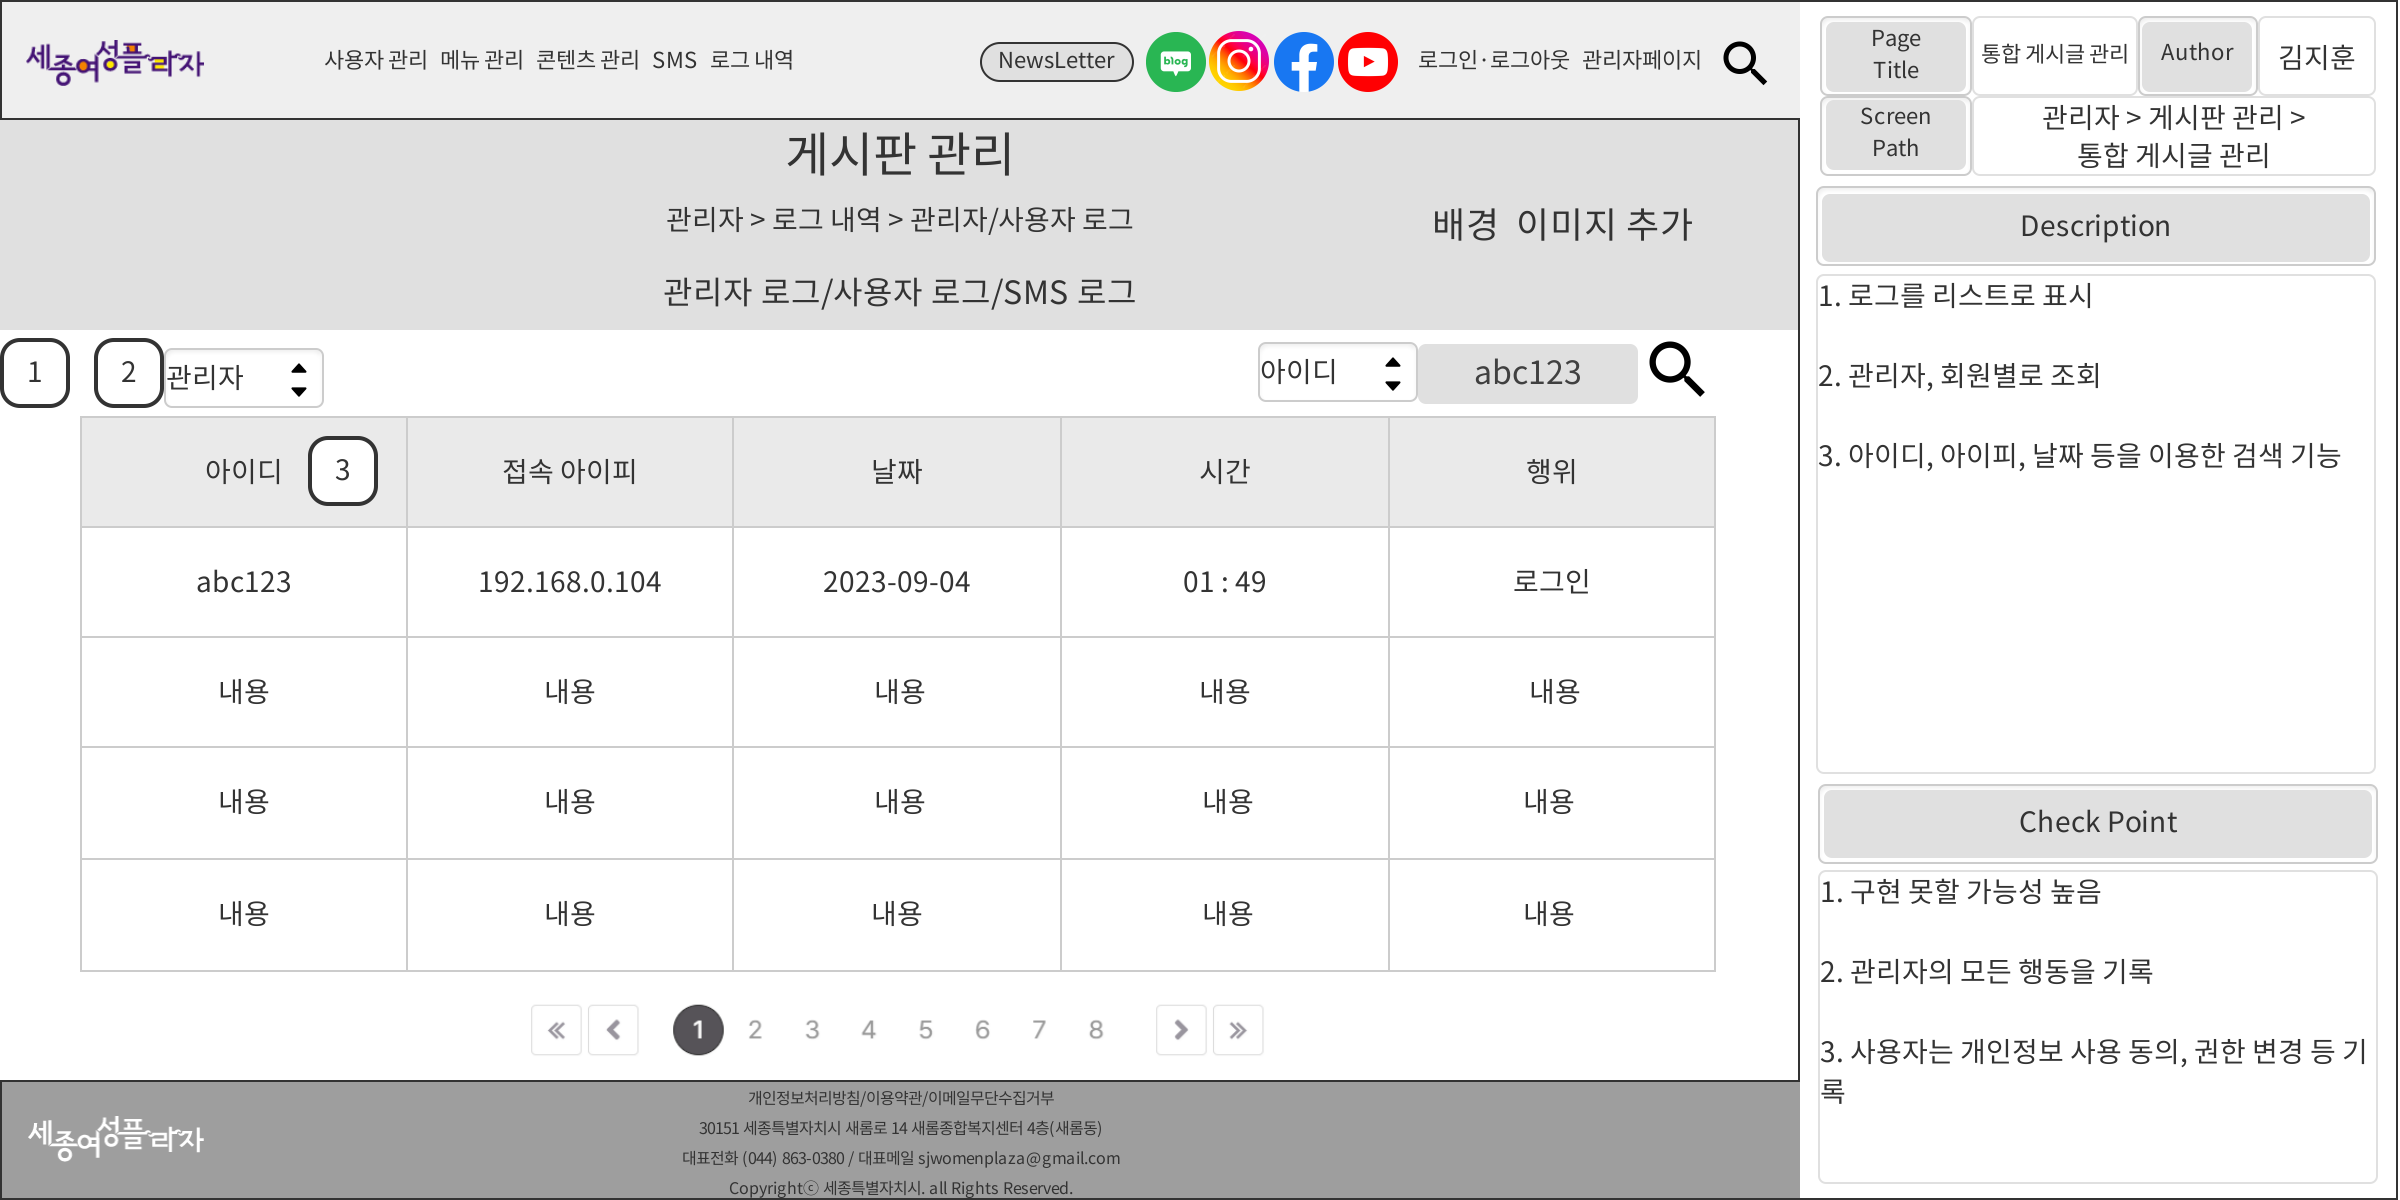 세종여성플라자
사용자 관리 메뉴 관리 콘텐츠 관리 SMS 로그 내역
NewsLetter
blog
로그인·로그아웃 관리자페이지
게시판 관리
관리자 > 로그 내역 > 관리자/사용자 로그
배경 이미지 추가
관리자 로그/사용자 로그/SMS 로그
1 2 관리자 아이디 abc123
아이디 3 접속 아이피 날짜 시간 행위
abc123 192.168.0.104 2023-09-04 01 : 49 로그인
내용 내용 내용 내용 내용
내용 내용 내용 내용 내용
내용 내용 내용 내용 내용
1 2 3 4 5 6 7 8
세종여성플라자
개인정보처리방침/이용약관/이메일무단수집거부
30151 세종특별자치시 새롬로 14 새롬종합복지센터 4층(새롬동)
대표전화 (044) 863-0380 / 대표메일 sjwomenplaza@gmail.com
Copyrightⓒ 세종특별자치시. all Rights Reserved.
Page
Title
통합 게시글 관리
Author
김지훈
Screen
Path
관리자 > 게시판 관리 >
통합 게시글 관리
Description
1. 로그를 리스트로 표시
2. 관리자, 회원별로 조회
3. 아이디, 아이피, 날짜 등을 이용한 검색 기능
Check Point
1. 구현 못할 가능성 높음
2. 관리자의 모든 행동을 기록
3. 사용자는 개인정보 사용 동의, 권한 변경 등 기
록